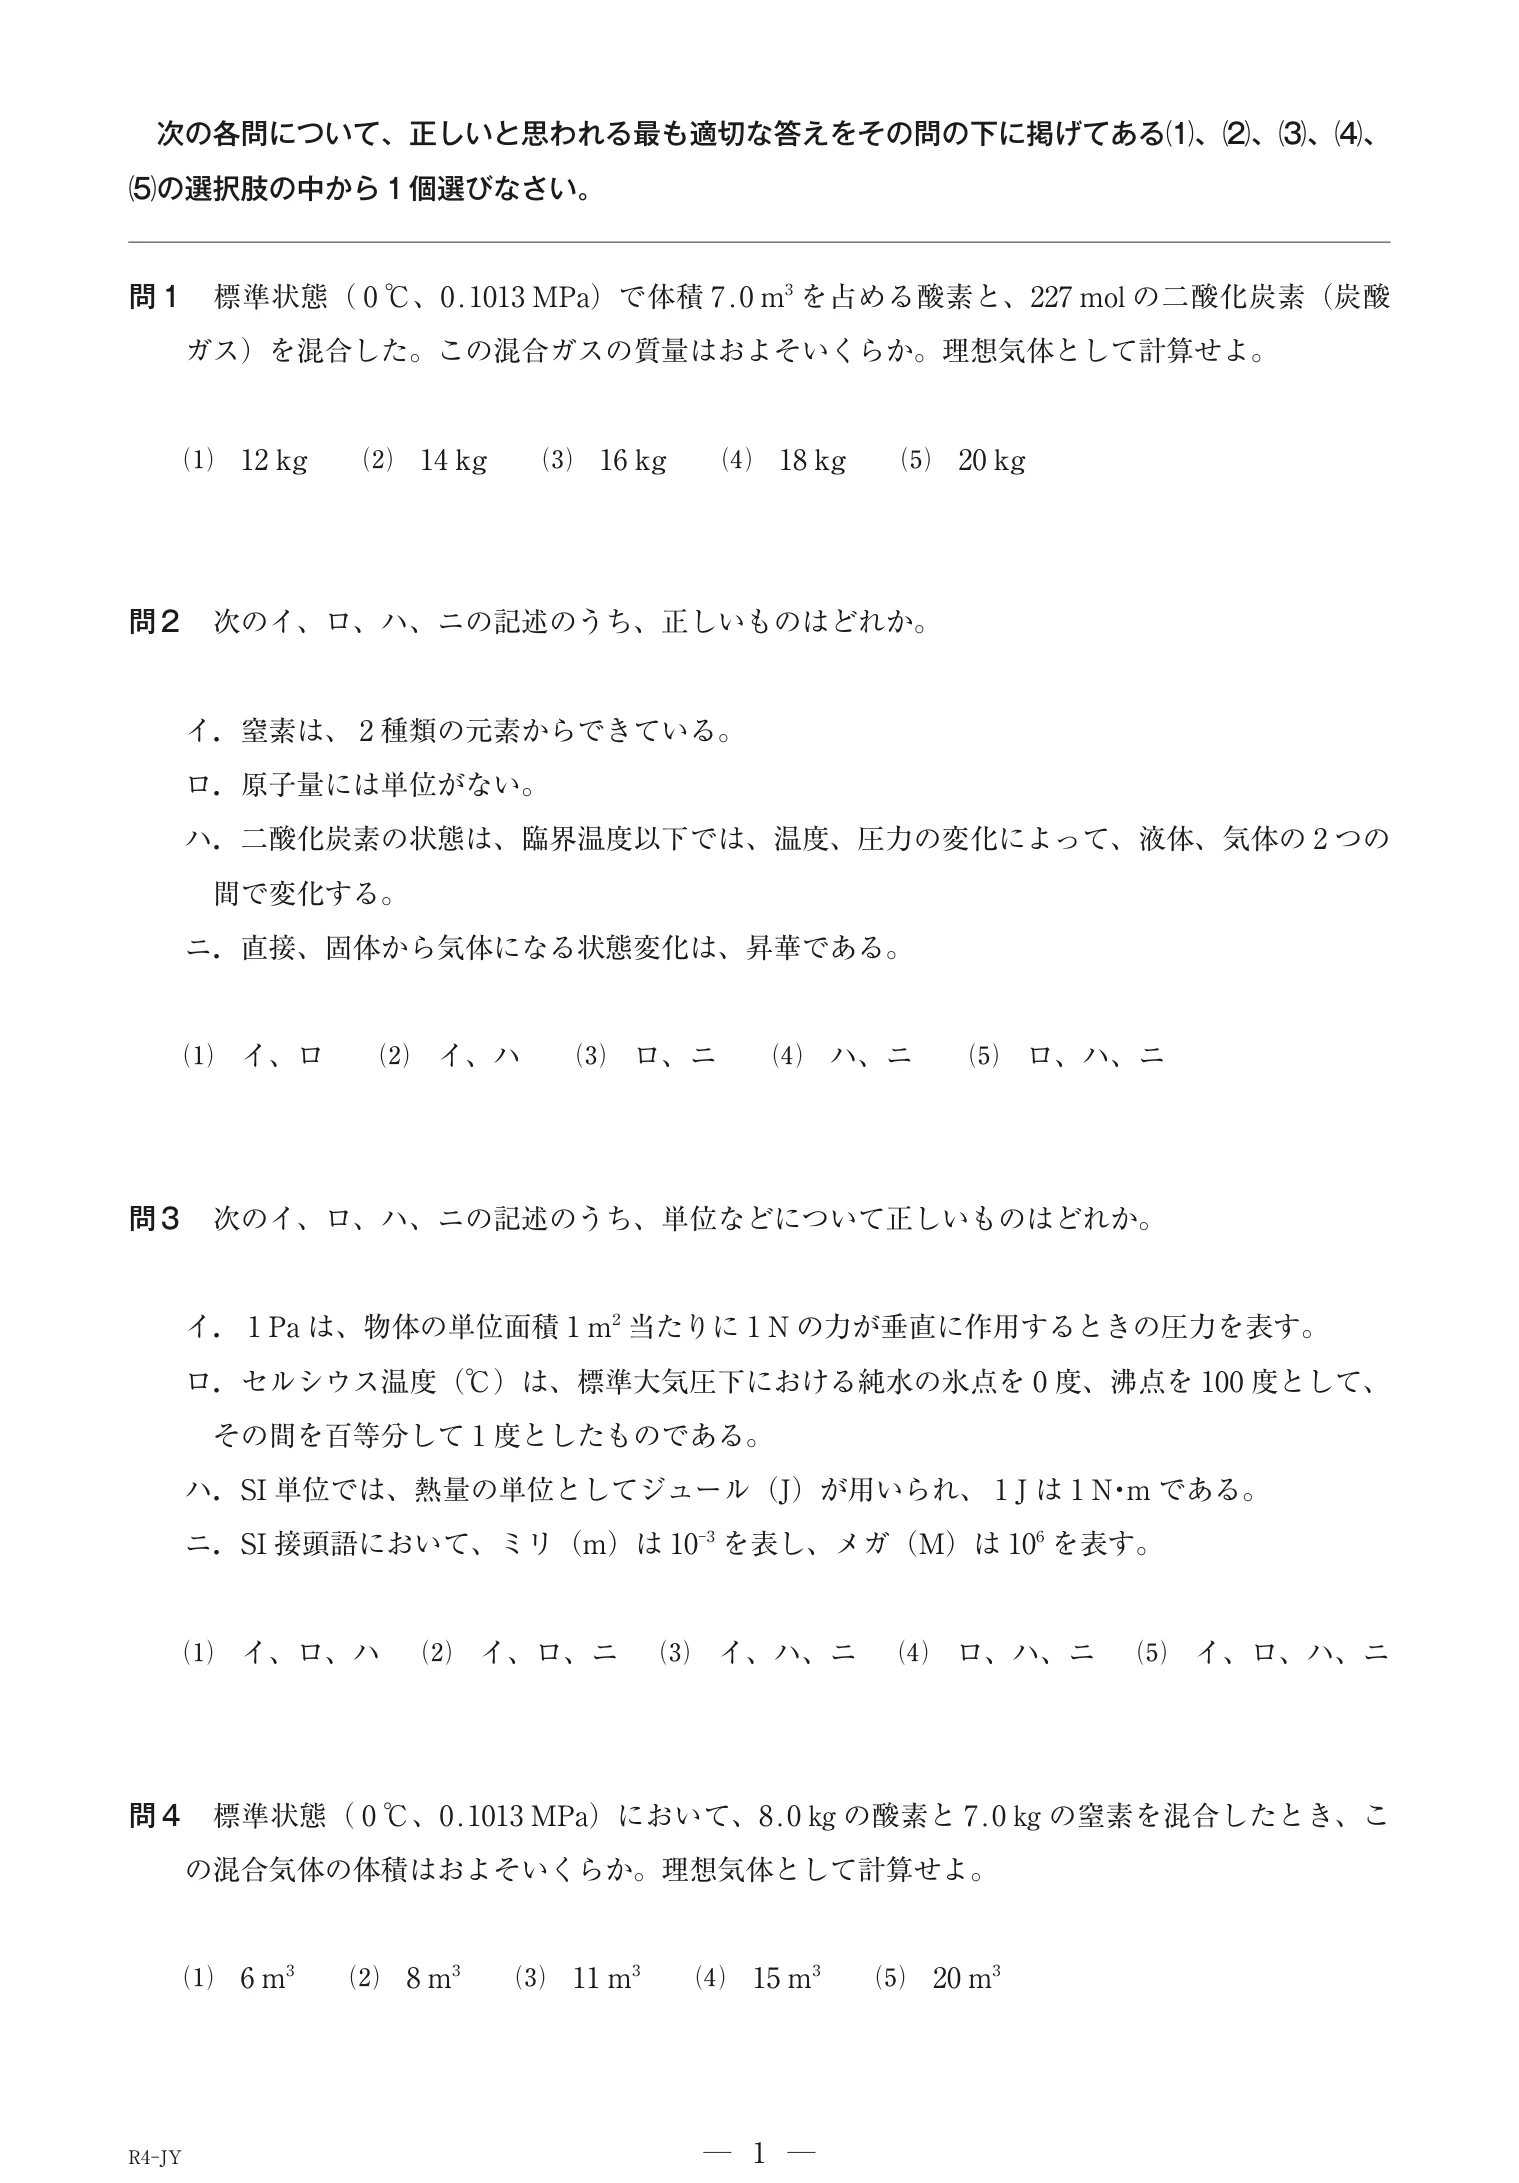 次の各問について、正しいと思われる最も適切な答えをその問の下に掲げてある⑴、⑵、⑶、⑷、
⑸の選択肢の中から1個選びなさい。
問1 標準状態（0℃、0.1013 MPa）で体積7.0 m³を占める酸素と、227 molの二酸化炭素（炭酸
ガス）を混合した。この混合ガスの質量はおよそいくらか。理想気体として計算せよ。
⑴ 12 kg ⑵ 14 kg ⑶ 16 kg ⑷ 18 kg ⑸ 20 kg
問2 次のイ、ロ、ハ、ニの記述のうち、正しいものはどれか。
イ．窒素は、2種類の元素からできている。
ロ．原子量には単位がない。
ハ．二酸化炭素の状態は、臨界温度以下では、温度、圧力の変化によって、液体、気体の2つの
間で変化する。
ニ．直接、固体から気体になる状態変化は、昇華である。
⑴ イ、ロ ⑵ イ、ハ ⑶ ロ、ニ ⑷ ハ、ニ ⑸ ロ、ハ、ニ
問3 次のイ、ロ、ハ、ニの記述のうち、単位などについて正しいものはどれか。
イ．1 Paは、物体の単位面積1 m²当たりに1 Nの力が垂直に作用するときの圧力を表す。
ロ．セルシウス温度（℃）は、標準大気圧下における純水の氷点を0度、沸点を100度として、
その間を百等分して1度としたものである。
ハ．SI単位では、熱量の単位としてジュール（J）が用いられ、1 Jは1 N・mである。
ニ．SI接頭語において、ミリ（m）は10⁻³を表し、メガ（M）は10⁶を表す。
⑴ イ、ロ、ハ ⑵ イ、ロ、ニ ⑶ イ、ハ、ニ ⑷ ロ、ハ、ニ ⑸ イ、ロ、ハ、ニ
問4 標準状態（0℃、0.1013 MPa）において、8.0 kgの酸素と7.0 kgの窒素を混合したとき、こ
の混合気体の体積はおよそいくらか。理想気体として計算せよ。
⑴ 6 m³ ⑵ 8 m³ ⑶ 11 m³ ⑷ 15 m³ ⑸ 20 m³
R4-JY
― 1 ―